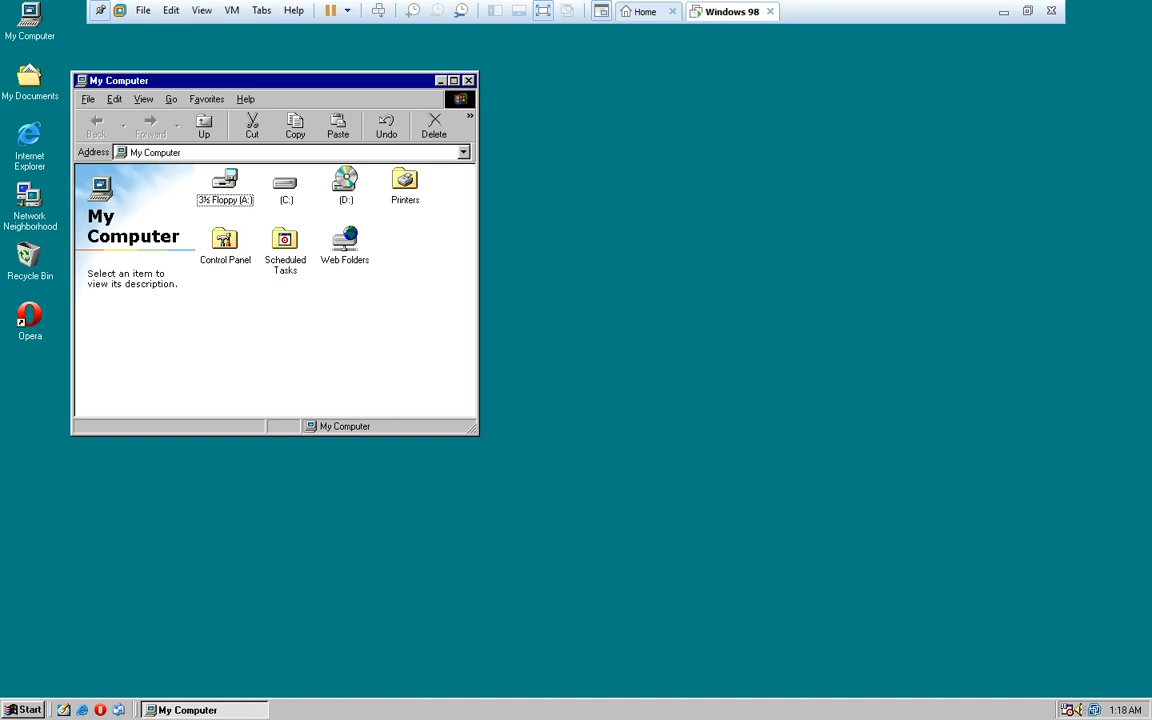 File Edit View VM Tabs Help Home Windows 98
My Computer
My Documents
Internet
Explorer
Network
Neighborhood
Recycle Bin
Opera
My Computer
File Edit View Go Favorites Help
Back Forward Up Cut Copy Paste Undo Delete »
Address My Computer
My
Computer
Select an item to
view its description.
3½ Floppy (A:) (C:) (D:) Printers
Control Panel Scheduled
Tasks Web Folders
My Computer
Start My Computer 1:18 AM